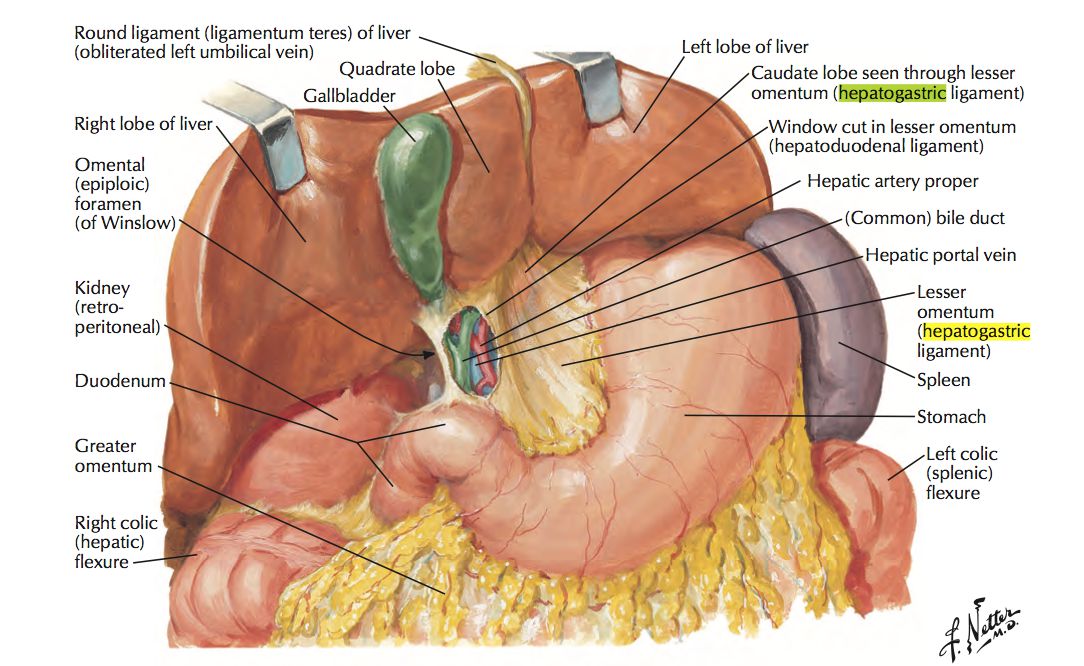 Round ligament (ligamentum teres) of liver
(obliterated left umbilical vein)
Quadrate lobe
Gallbladder
Right lobe of liver
Omental
(epiploic)
foramen
(of Winslow)
Kidney
(retro-
peritoneal)
Duodenum
Greater
omentum
Right colic
(hepatic)
flexure
Left lobe of liver
Caudate lobe seen through lesser
omentum (hepatogastric ligament)
Window cut in lesser omentum
(hepatoduodenal ligament)
Hepatic artery proper
(Common) bile duct
Hepatic portal vein
Lesser
omentum
(hepatogastric
ligament)
Spleen
Stomach
Left colic
(splenic)
flexure
F. Netter
M.D.